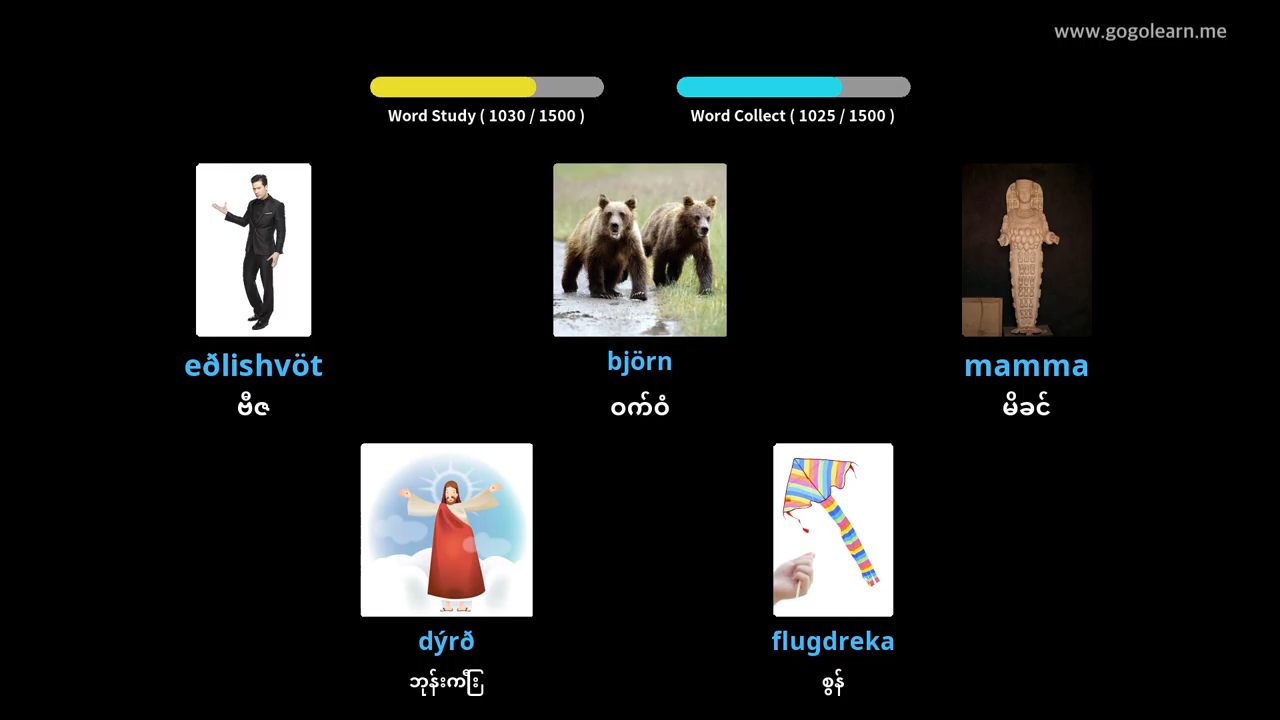 www.gogolearn.me
Word Study ( 1030 / 1500 )
Word Collect ( 1025 / 1500 )
eðlishvöt
björn
mamma
ဗီဇ
ဝက်ဝံ
မိခင်
dýrð
flugdreka
ဘုန်းကြီး
စွန်